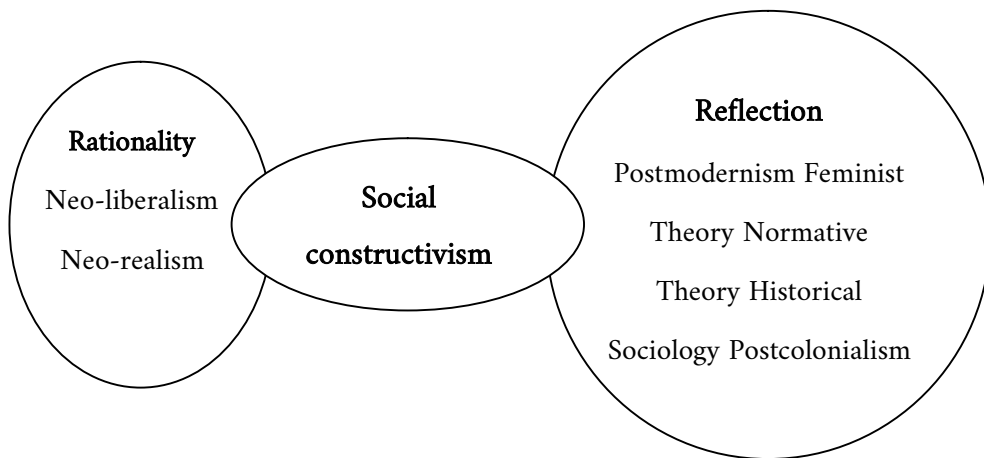 Rationality
Neo-liberalism
Neo-realism
Social
constructivism
Reflection
Postmodernism Feminist
Theory Normative
Theory Historical
Sociology Postcolonialism